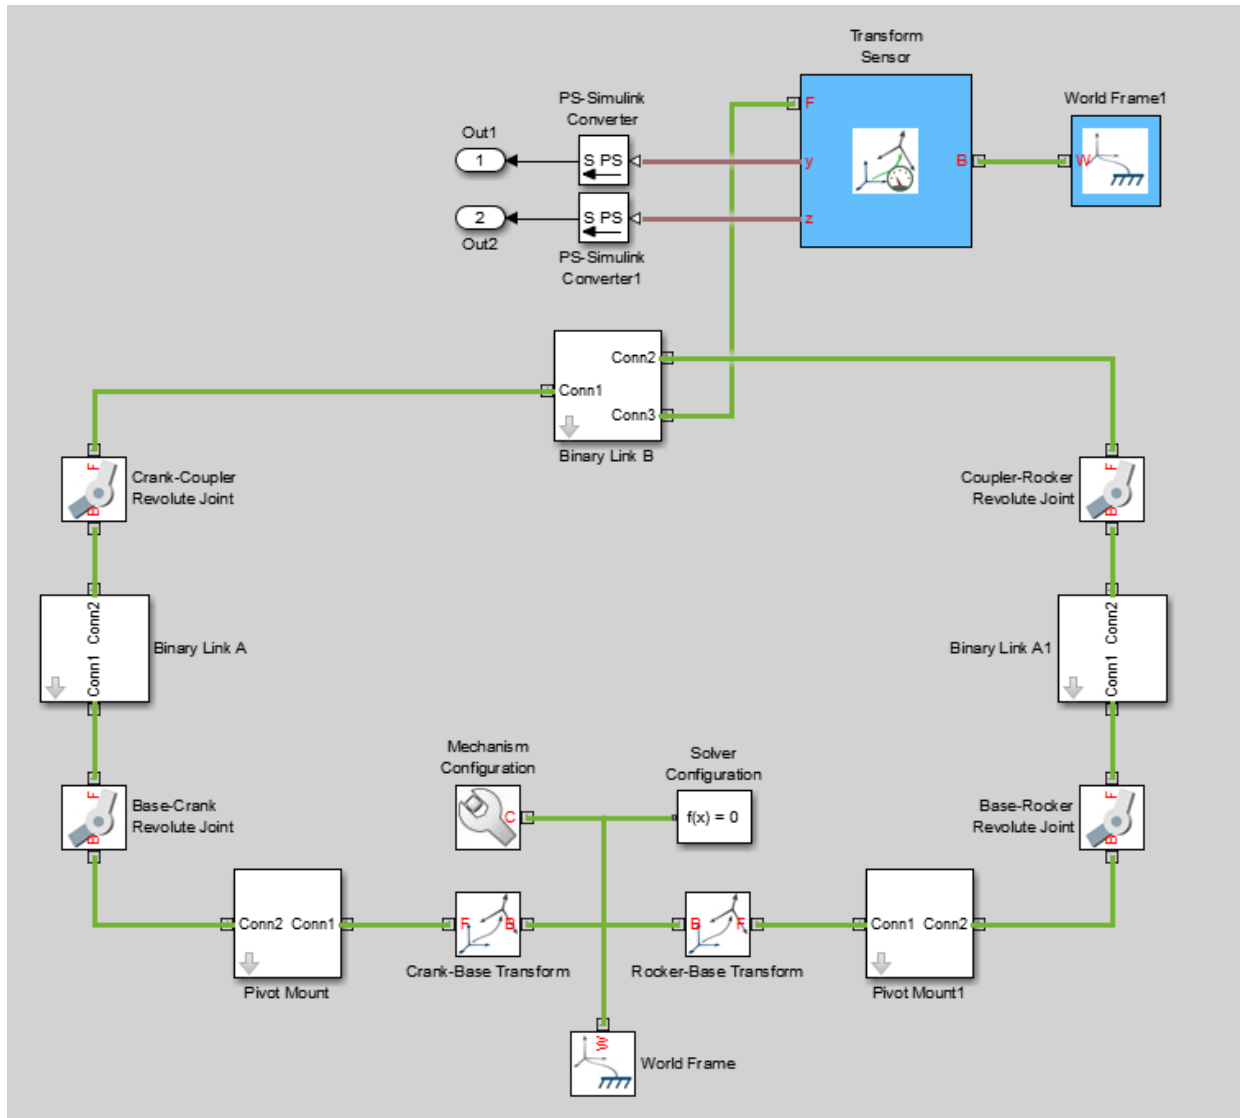 Transform
Sensor
PS-Simulink
Converter
World Frame1
Out1
F
1
S PS
y
B
W
2
S PS
z
Out2
PS-Simulink
Converter1
Conn2
Conn1
Conn3
Binary Link B
F
Crank-Coupler
Revolute Joint
B
Coupler-Rocker
Revolute Joint
F
B
Conn2
Conn1
Binary Link A
Binary Link A1
Conn2
Conn1
Mechanism
Configuration
Solver
Configuration
F
Base-Crank
Revolute Joint
B
C
f(x) = 0
Base-Rocker
Revolute Joint
F
B
Conn2 Conn1
F
B
B
F
Conn1 Conn2
Crank-Base Transform
Rocker-Base Transform
Pivot Mount
Pivot Mount1
W
World Frame